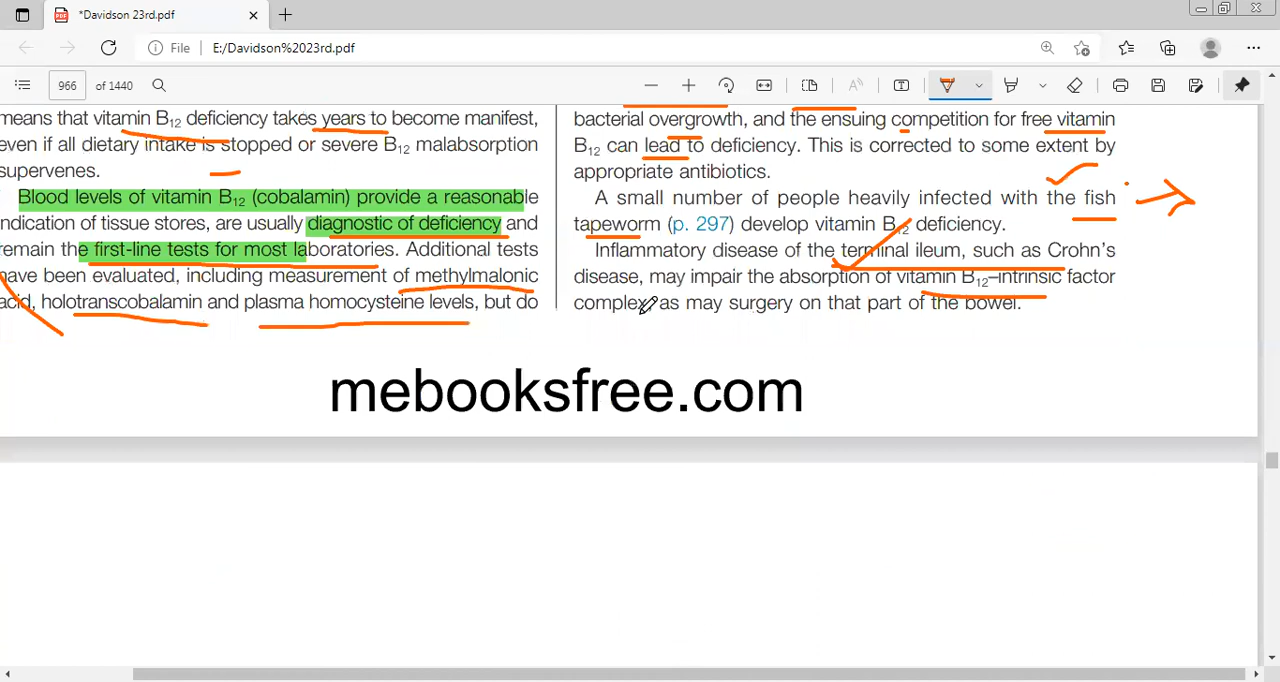 *Davidson 23rd.pdf
File
E:/Davidson%2023rd.pdf
966
of 1440
means that vitamin B12 deficiency takes years to become manifest,
even if all dietary intake is stopped or severe B12 malabsorption
supervenes.
Blood levels of vitamin B12 (cobalamin) provide a reasonable
indication of tissue stores, are usually diagnostic of deficiency and
remain the first-line tests for most laboratories. Additional tests
have been evaluated, including measurement of methylmalonic
acid, holotranscobalamin and plasma homocysteine levels, but do
bacterial overgrowth, and the ensuing competition for free vitamin
B12 can lead to deficiency. This is corrected to some extent by
appropriate antibiotics.
A small number of people heavily infected with the fish
tapeworm (p. 297) develop vitamin B12 deficiency.
Inflammatory disease of the terminal ileum, such as Crohn's
disease, may impair the absorption of vitamin B12–intrinsic factor
complex, as may surgery on that part of the bowel.
mebooksfree.com